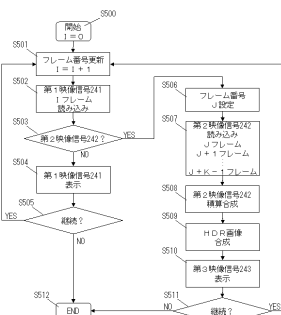 S500
開始
I＝０
S501
フレーム番号更新
I＝I＋１
S502
第１映像信号241
Ｉフレーム
読み込み
S503
第２映像信号242？
YES
NO
S504
第１映像信号241
表示
S505
継続？
YES
NO
S506
フレーム番号
Ｊ設定
S507
第２映像信号242
読み込み
Ｊフレーム
Ｊ＋１フレーム
Ｊ＋Ｋ－１フレーム
S508
第２映像信号242
積算合成
S509
ＨＤＲ画像
合成
S510
第３映像信号243
表示
S511
継続？
NO
YES
S512
END